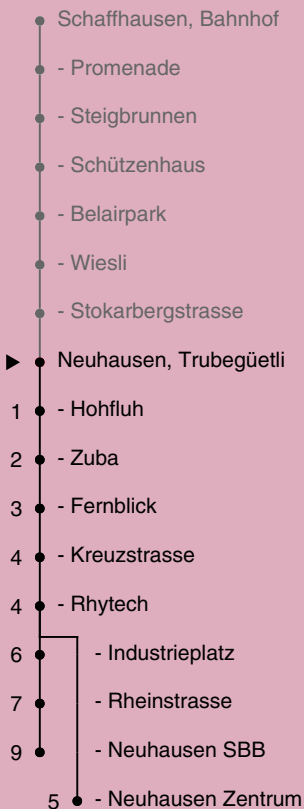 Schaffhausen, Bahnhof
- Promenade
- Steigbrunnen
- Schützenhaus
- Belairpark
- Wiesli
- Stokarbergstrasse
Neuhausen, Trubegüetli
1 - Hohfluh
2 - Zuba
3 - Fernblick
4 - Kreuzstrasse
4 - Rhytech
6 - Industrieplatz
7 - Rheinstrasse
9 - Neuhausen SBB
5 - Neuhausen Zentrum